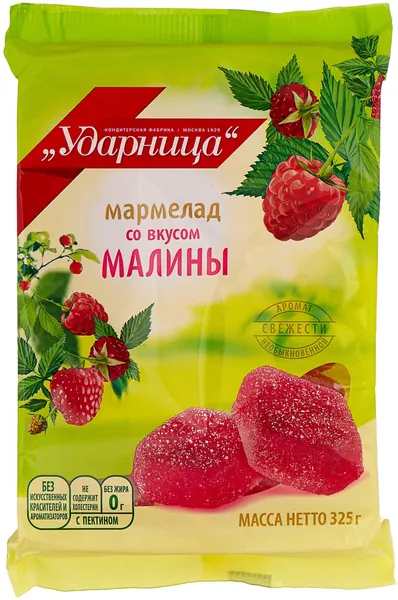 КОНДИТЕРСКАЯ ФАБРИКА | МОСКВА 1929
„Ударница“
мармелад
со вкусом
МАЛИНЫ
АРОМАТ
СВЕЖЕСТИ
НЕОБЫКНОВЕННОЙ
БЕЗ
ИСКУССТВЕННЫХ
КРАСИТЕЛЕЙ И
АРОМАТИЗАТОРОВ
НЕ
СОДЕРЖИТ
ХОЛЕСТЕРИН
БЕЗ ЖИРА
0 г
С ПЕКТИНОМ
МАССА НЕТТО 325 г